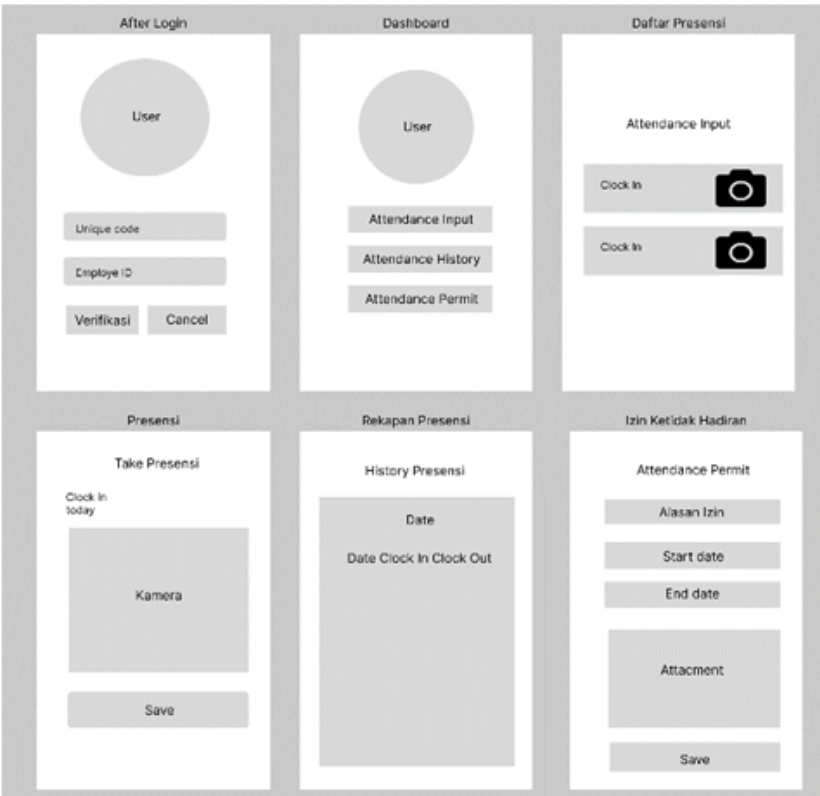 After Login
User
Unique code
Employe ID
Verifikasi
Cancel
Dashboard
User
Attendance Input
Attendance History
Attendance Permit
Daftar Presensi
Attendance Input
Clock In
Clock In
Presensi
Take Presensi
Clock In
today
Kamera
Save
Rekapan Presensi
History Presensi
Date
Date Clock In Clock Out
Izin Ketidak Hadiran
Attendance Permit
Alasan Izin
Start date
End date
Attacment
Save